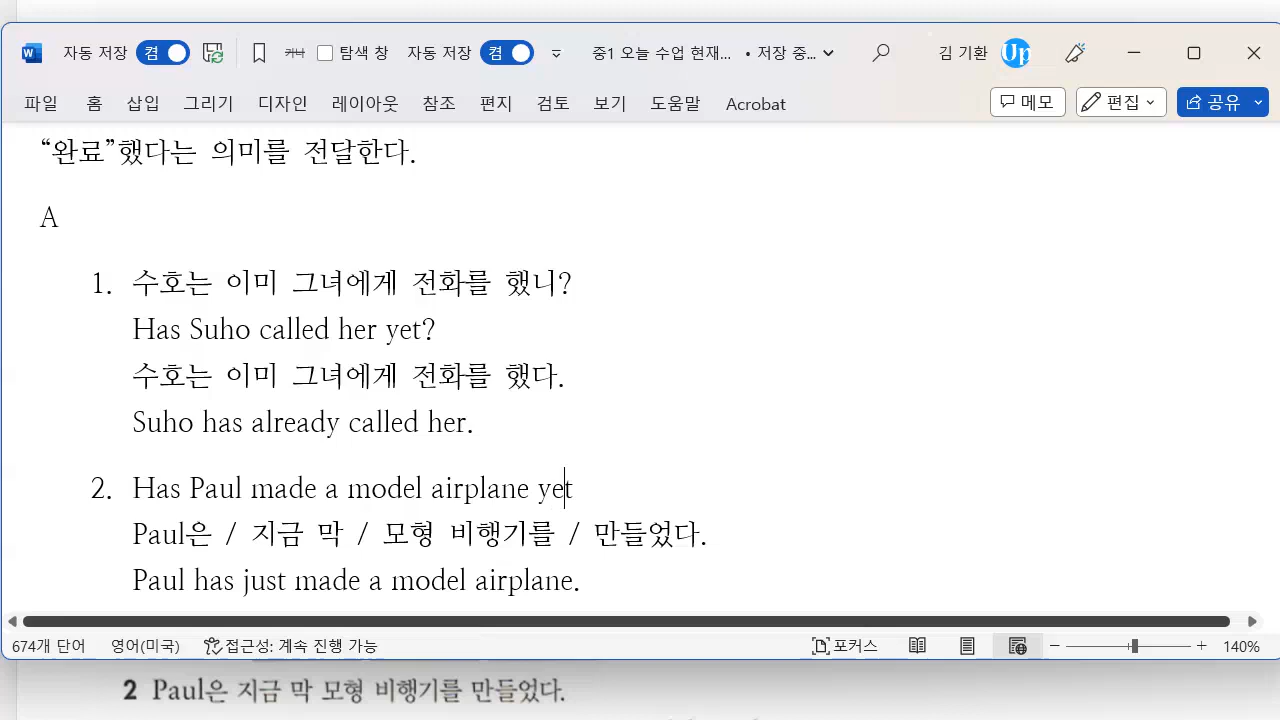 자동 저장 켬 가나 탐색 창 자동 저장 켬 중1 오늘 수업 현재... • 저장 중... 김 기환 Up
파일 홈 삽입 그리기 디자인 레이아웃 참조 편지 검토 보기 도움말 Acrobat 메모 편집 공유
“완료”했다는 의미를 전달한다.
A
1. 수호는 이미 그녀에게 전화를 했니?
Has Suho called her yet?
수호는 이미 그녀에게 전화를 했다.
Suho has already called her.
2. Has Paul made a model airplane yet
Paul은 / 지금 막 / 모형 비행기를 / 만들었다.
Paul has just made a model airplane.
674개 단어 영어(미국) 접근성: 계속 진행 가능 포커스 140%
2 Paul은 지금 막 모형 비행기를 만들었다.